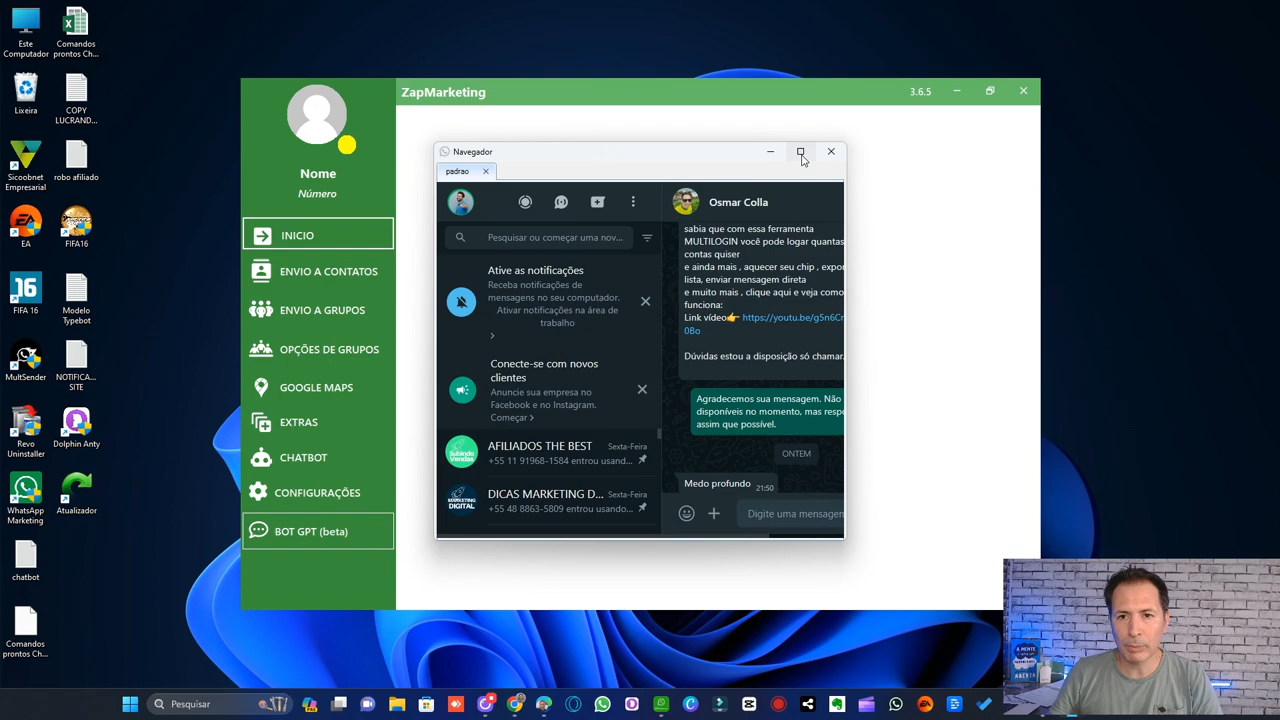 Este
Computador
Comandos
prontos Ch...
Lixeira
COPY
LUCRAND...
Sicoobnet
Empresarial
robo afiliado
EA
FIFA16
16
FIFA 16
Modelo
Typebot
MultSender
NOTIFICA...
SITE
Revo
Uninstaller
Dolphin Anty
WhatsApp
Marketing
Atualizador
chatbot
Comandos
prontos Ch...
ZapMarketing
3.6.5
Nome
Número
INICIO
ENVIO A CONTATOS
ENVIO A GRUPOS
OPÇÕES DE GRUPOS
GOOGLE MAPS
EXTRAS
CHATBOT
CONFIGURAÇÕES
BOT GPT (beta)
Navegador
padrao
Pesquisar ou começar uma nov...
Ative as notificações
Receba notificações de
mensagens no seu computador.
Ativar notificações na área de
trabalho
Conecte-se com novos
clientes
Anuncie sua empresa no
Facebook e no Instagram.
Começar
AFILIADOS THE BEST
Sexta-Feira
+55 11 91968-1584 entrou usand...
DICAS MARKETING D...
Sexta-Feira
+55 48 8863-5809 entrou usando...
Osmar Colla
sabia que com essa ferramenta
MULTILOGIN você pode logar quantas
contas quiser
e ainda mais , aquecer seu chip , expor
lista, enviar mensagem direta
e muito mais , clique aqui e veja como
funciona:
Link vídeo👉 https://youtu.be/g5n6Cr
0Bo
Dúvidas estou a disposição só chamar.
Agradecemos sua mensagem. Não
disponíveis no momento, mas respo
assim que possível.
ONTEM
Medo profundo
21:50
Digite uma mensagem
Pesquisar
A MENTE